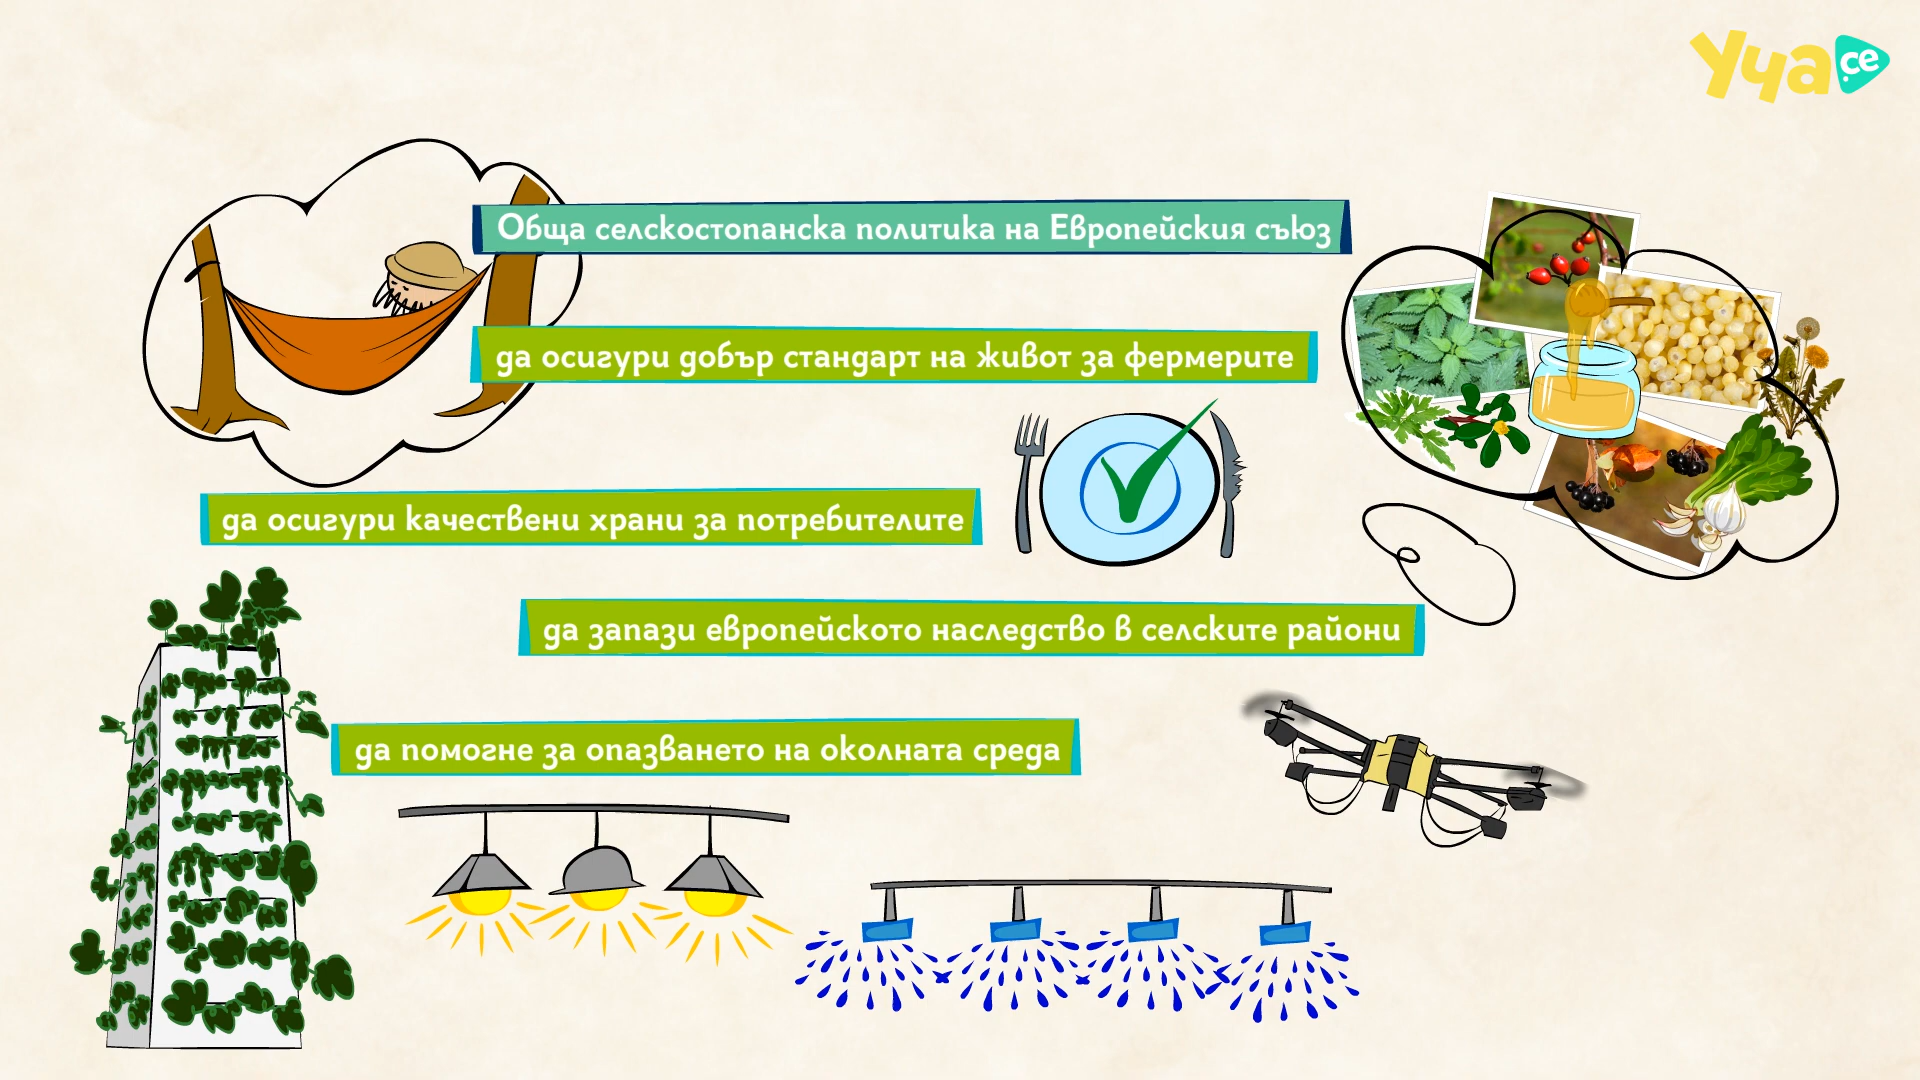 Уча.се
Обща селскостопанска политика на Европейския съюз
да осигури добър стандарт на живот за фермерите
да осигури качествени храни за потребителите
да запази европейското наследство в селските райони
да помогне за опазването на околната среда